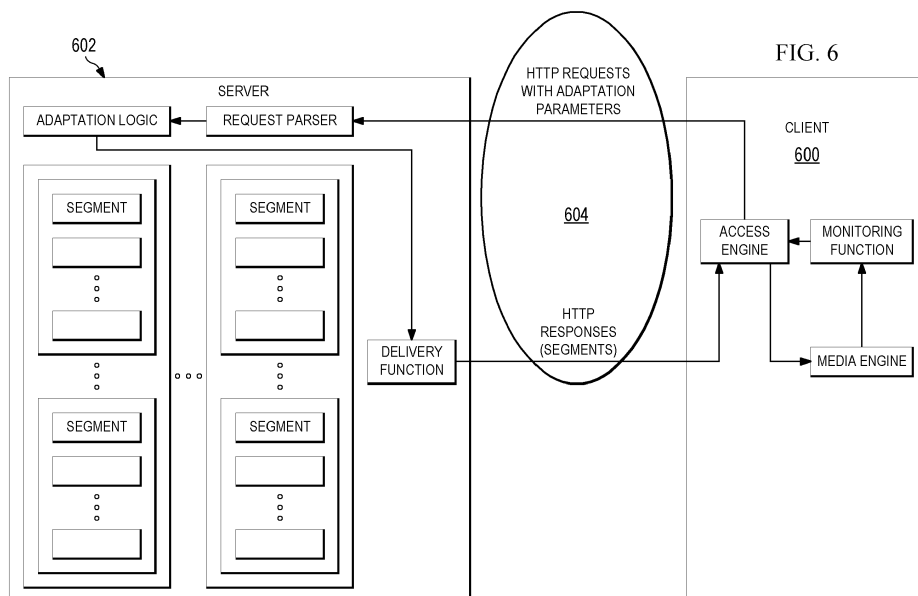 FIG. 6
602
SERVER
ADAPTATION LOGIC
REQUEST PARSER
HTTP REQUESTS
WITH ADAPTATION
PARAMETERS
CLIENT
600
SEGMENT
SEGMENT
604
ACCESS
ENGINE
MONITORING
FUNCTION
HTTP
RESPONSES
(SEGMENTS)
DELIVERY
FUNCTION
MEDIA ENGINE
SEGMENT
SEGMENT